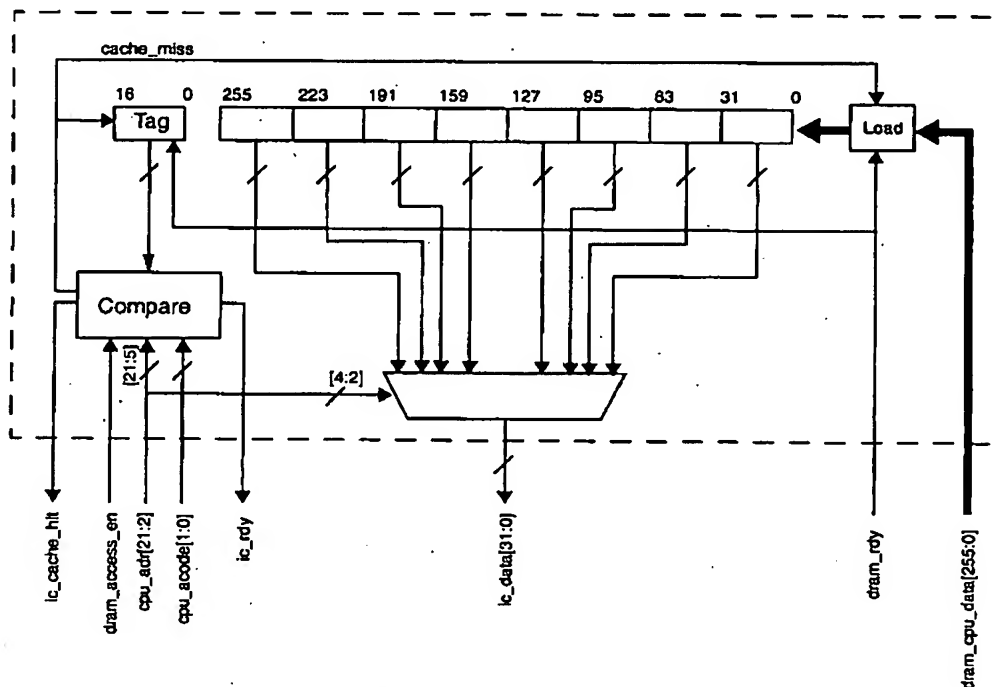 cache_miss
16 0 255 223 191 159 127 95 63 31 0
Tag
Load
Compare
[21:5]
[4:2]
ic_cache_hit
dram_access_en
cpu_adr[21:2]
cpu_acode[1:0]
ic_rdy
ic_data[31:0]
dram_rdy
dram_cpu_data[255:0]